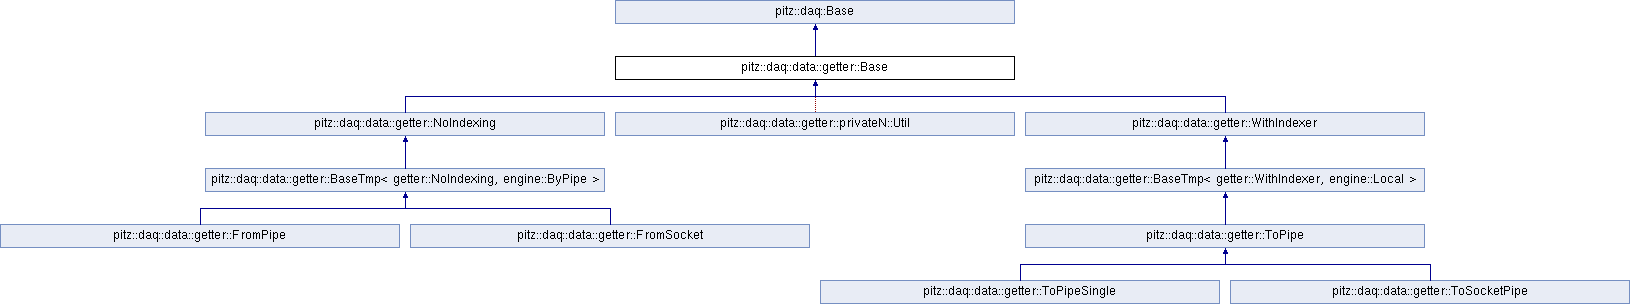 pitz::daq::Base
pitz::daq::data::getter::Base
pitz::daq::data::getter::NoIndexing
pitz::daq::data::getter::privateN::Util
pitz::daq::data::getter::WithIndexer
pitz::daq::data::getter::BaseTmp< getter::NoIndexing, engine::ByPipe >
pitz::daq::data::getter::BaseTmp< getter::WithIndexer, engine::Local >
pitz::daq::data::getter::FromPipe
pitz::daq::data::getter::FromSocket
pitz::daq::data::getter::ToPipe
pitz::daq::data::getter::ToPipeSingle
pitz::daq::data::getter::ToSocketPipe